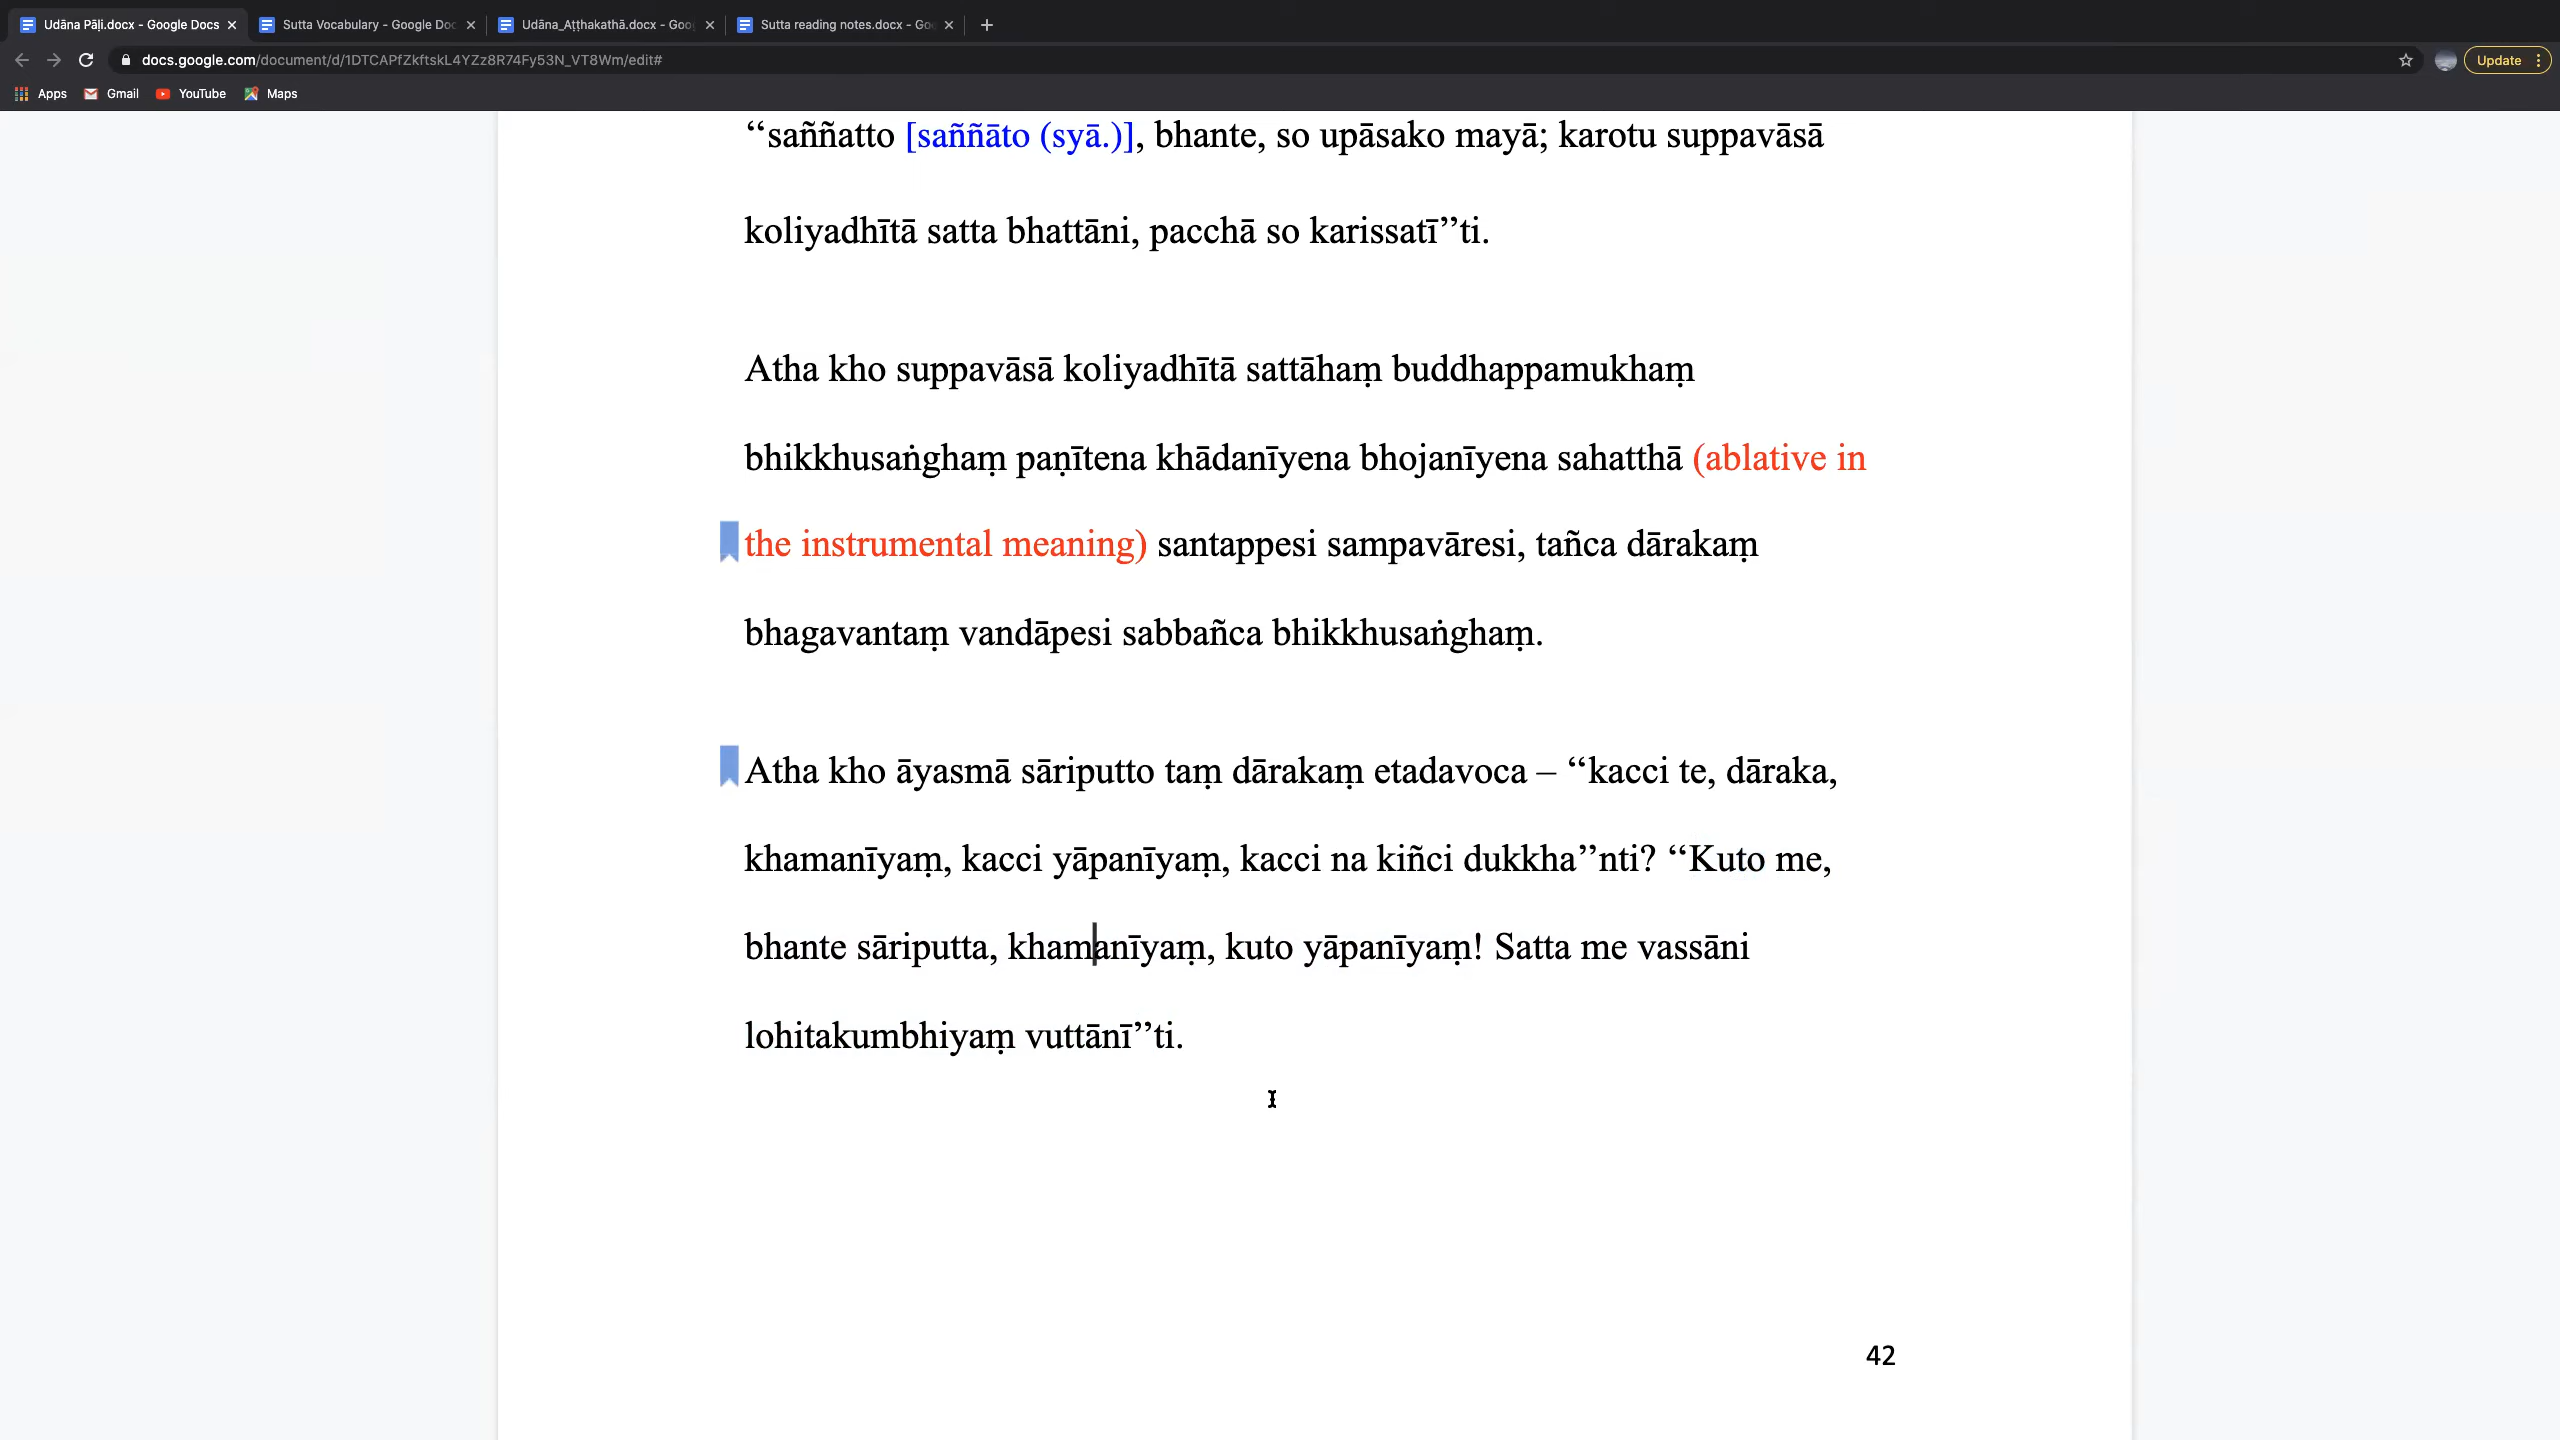 Udāna Pāḷi.docx - Google Docs
Sutta Vocabulary - Google Doc
Udāna_Aṭṭhakathā.docx - Goo
Sutta reading notes.docx - Go
docs.google.com/document/d/1DTCAPfZkftskL4YZz8R74Fy53N_VT8Wm/edit#
Update
Apps
Gmail
YouTube
Maps
‘‘saññatto [saññāto (syā.)], bhante, so upāsako mayā; karotu suppavāsā
koliyadhītā satta bhattāni, pacchā so karissatī’’ti.
Atha kho suppavāsā koliyadhītā sattāhaṃ buddhappamukhaṃ
bhikkhusaṅghaṃ paṇītena khādanīyena bhojanīyena sahatthā (ablative in
the instrumental meaning) santappesi sampavāresi, tañca dārakaṃ
bhagavantaṃ vandāpesi sabbañca bhikkhusaṅghaṃ.
Atha kho āyasmā sāriputto taṃ dārakaṃ etadavoca – ‘‘kacci te, dāraka,
khamanīyaṃ, kacci yāpanīyaṃ, kacci na kiñci dukkha’’nti? ‘‘Kuto me,
bhante sāriputta, khamanīyaṃ, kuto yāpanīyaṃ! Satta me vassāni
lohitakumbhiyaṃ vuttānī’’ti.
42